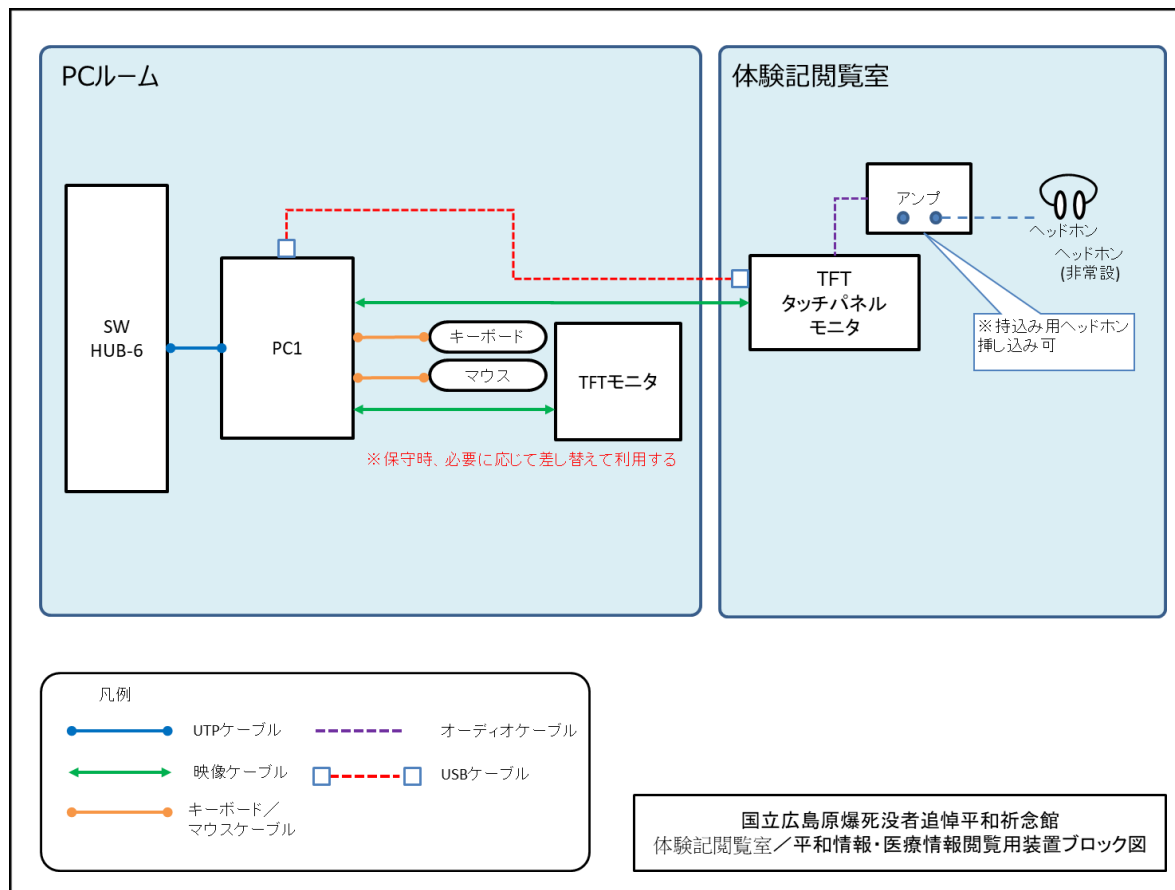 PCルーム
体験記閲覧室
アンプ
ヘッドホン
ヘッドホン
(非常設)
SW
HUB-6
PC1
キーボード
マウス
TFTモニタ
TFT
タッチパネル
モニタ
※持込み用ヘッドホン
挿し込み可
※保守時、必要に応じて差し替えて利用する
凡例
UTPケーブル
オーディオケーブル
映像ケーブル
USBケーブル
キーボード／
マウスケーブル
国立広島原爆死没者追悼平和祈念館
体験記閲覧室／平和情報・医療情報閲覧用装置ブロック図